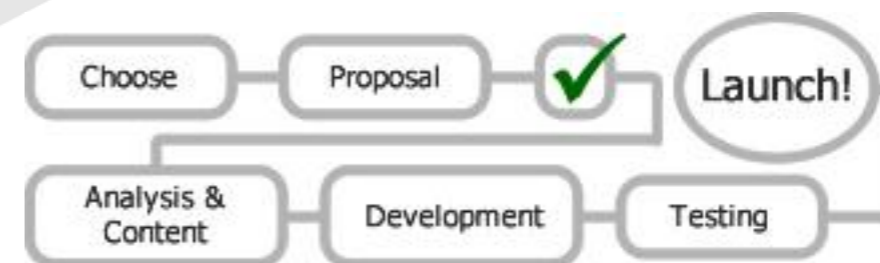 Choose
Proposal
Launch!
Analysis &
Content
Development
Testing